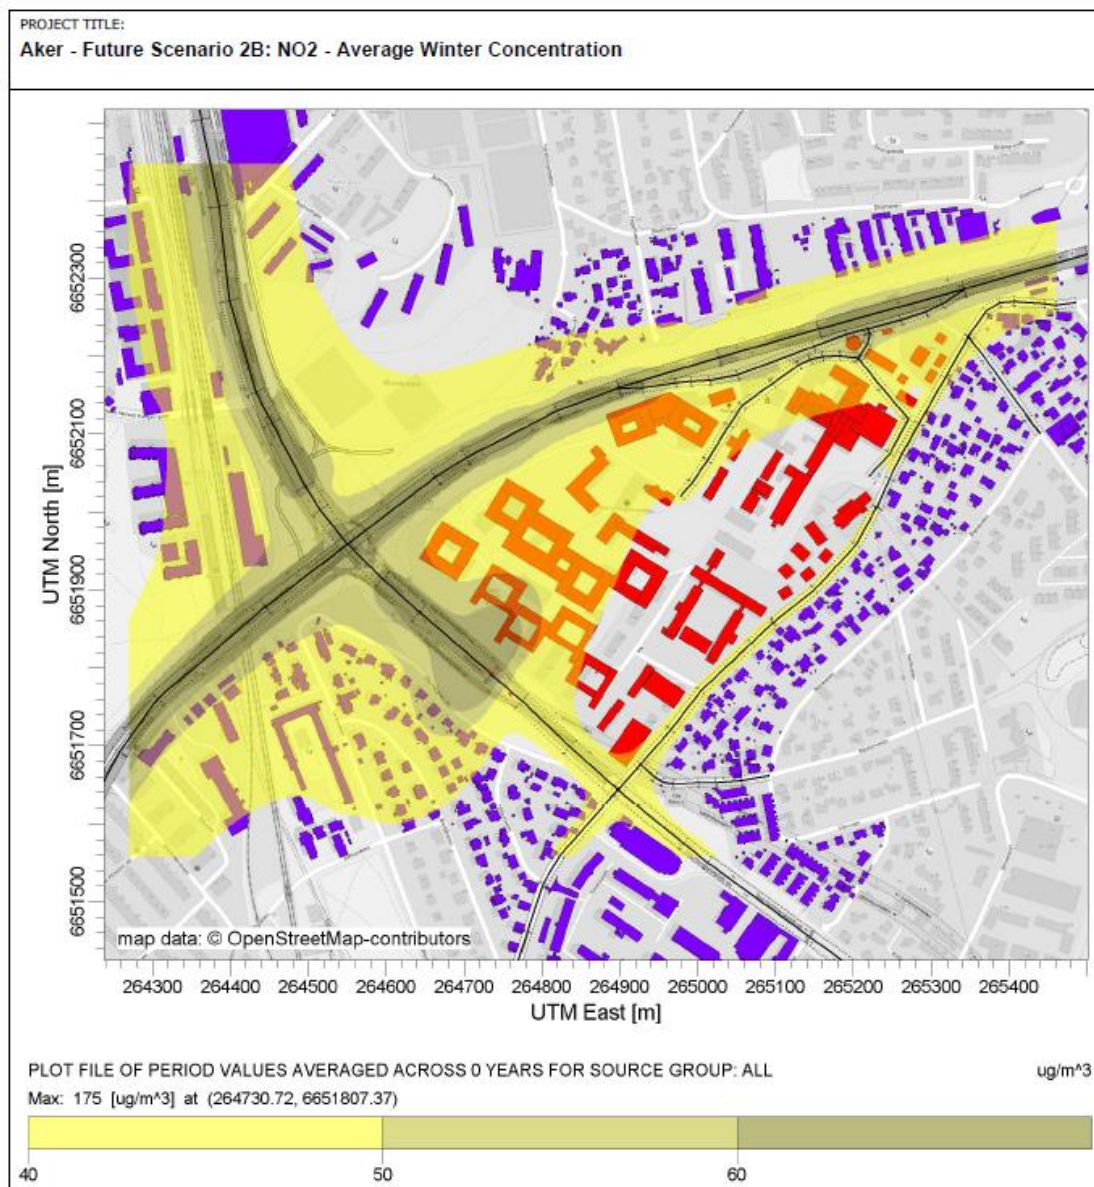 PROJECT TITLE:
Aker - Future Scenario 2B: NO2 - Average Winter Concentration
UTM North [m]
6652300
6652100
6651900
6651700
6651500
map data: © OpenStreetMap-contributors
264300 264400 264500 264600 264700 264800 264900 265000 265100 265200 265300 265400
UTM East [m]
PLOT FILE OF PERIOD VALUES AVERAGED ACROSS 0 YEARS FOR SOURCE GROUP: ALL ug/m^3
Max: 175 [ug/m^3] at (264730.72, 6651807.37)
40 50 60